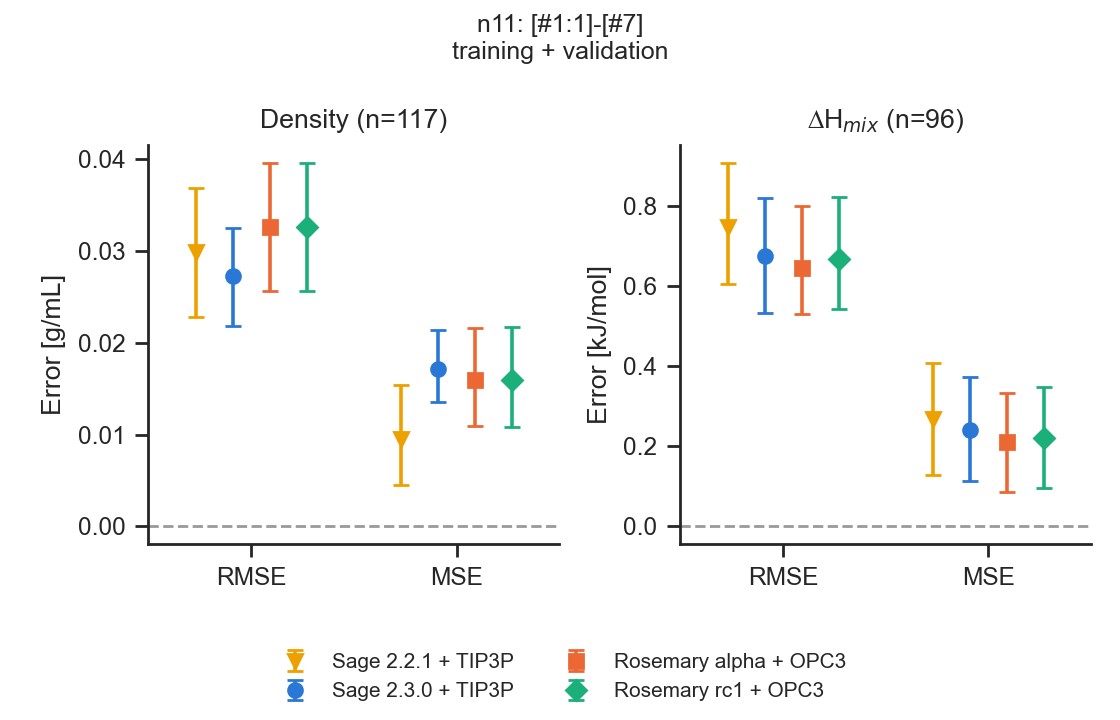 n11: [#1:1]-[#7]
training + validation
Density (n=117)
ΔHmix (n=96)
Error [g/mL]
0.04
0.03
0.02
0.01
0.00
RMSE
MSE
Error [kJ/mol]
0.8
0.6
0.4
0.2
0.0
RMSE
MSE
Sage 2.2.1 + TIP3P
Sage 2.3.0 + TIP3P
Rosemary alpha + OPC3
Rosemary rc1 + OPC3